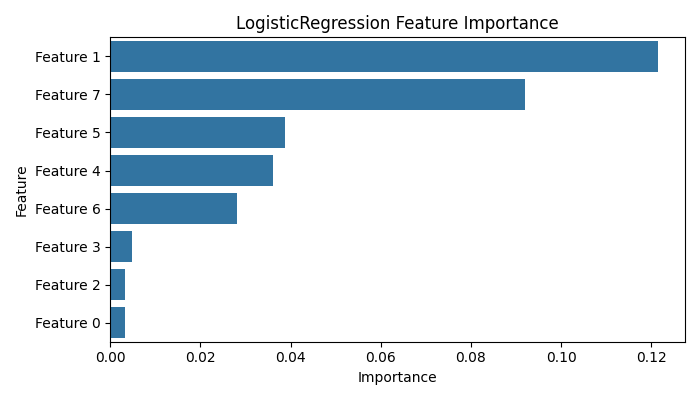 LogisticRegression Feature Importance
Feature 1
Feature 7
Feature 5
Feature 4
Feature 6
Feature 3
Feature 2
Feature 0
Feature
0.00 0.02 0.04 0.06 0.08 0.10 0.12
Importance